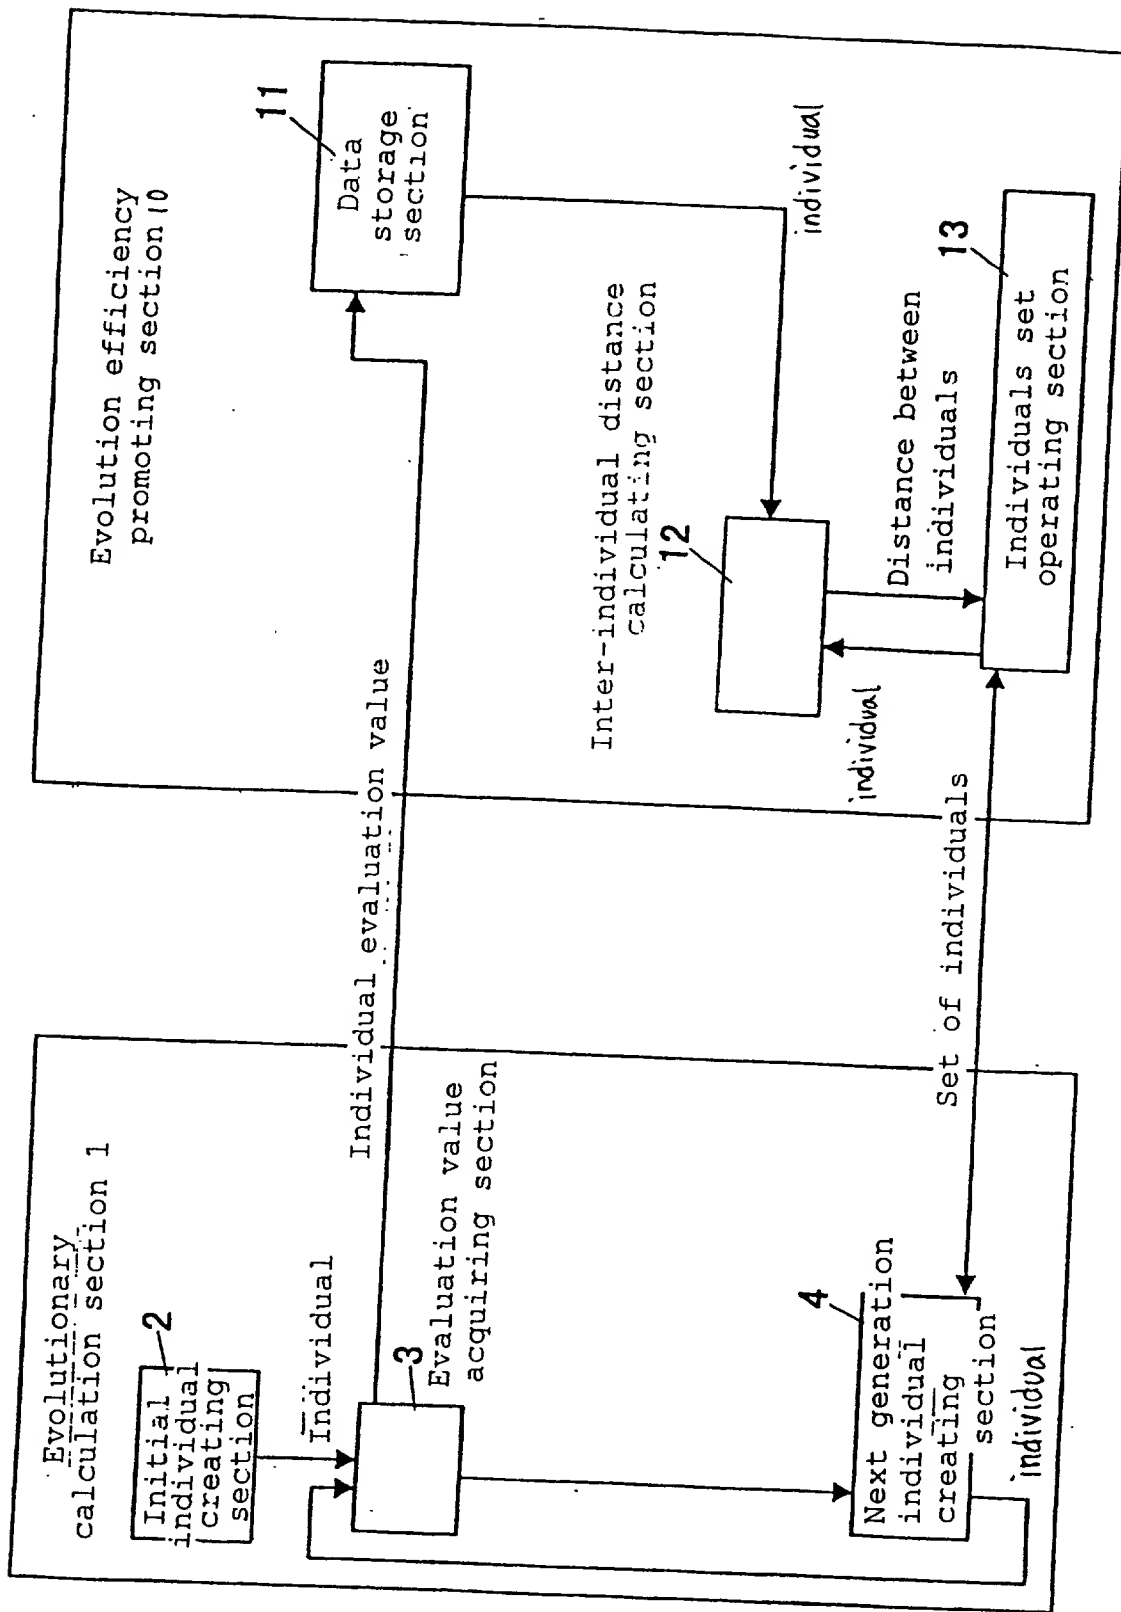 Evolutionary
calculation section 1
2
Initial
individual
creating
section
Individual
3
Evaluation value
acquiring section
4
Next generation
individual
creating
section
individual
Individual evaluation value
Set of individuals
Evolution efficiency
promoting section 10
11
Data
storage
section
individual
Inter-individual distance
calculating section
12
individual
Distance between
individuals
13
Individuals set
operating section